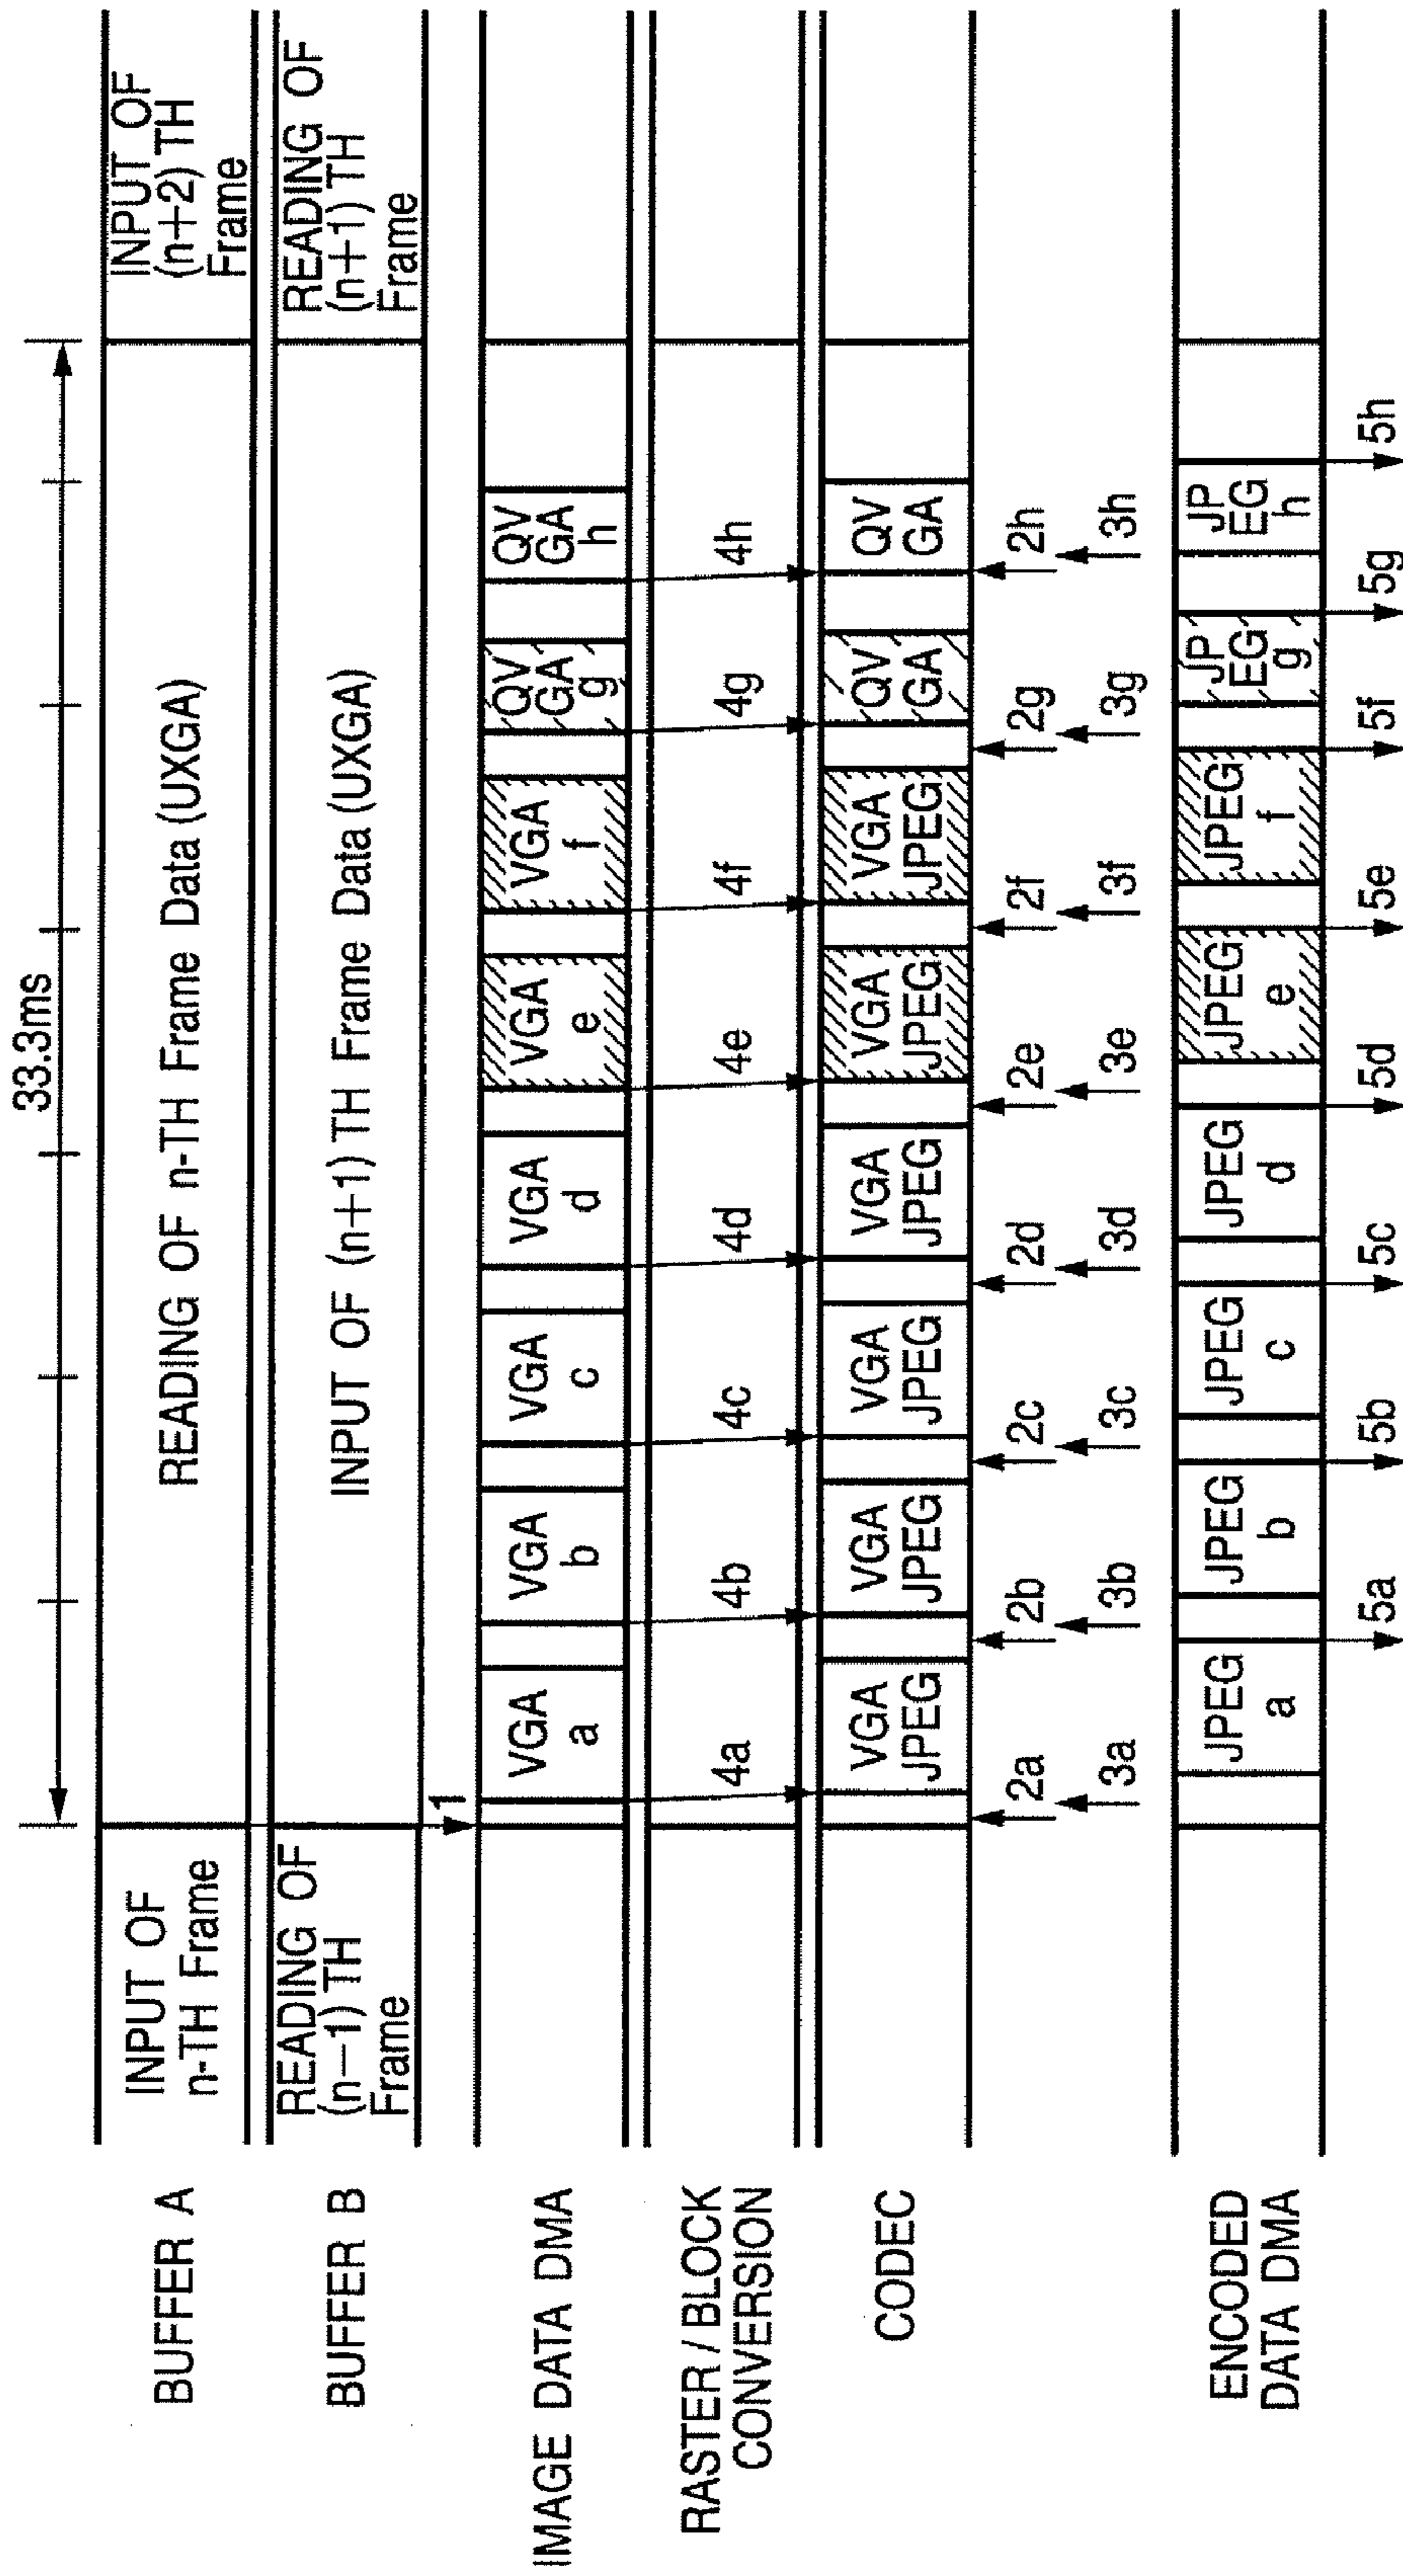 33.3ms
BUFFER A
INPUT OF
n-TH Frame
READING OF n-TH Frame Data (UXGA)
INPUT OF
(n+2) TH
Frame
BUFFER B
READING OF
(n-1) TH
Frame
INPUT OF (n+1) TH Frame Data (UXGA)
READING OF
(n+1) TH
Frame
1
IMAGE DATA DMA
VGA
a
VGA
b
VGA
c
VGA
d
VGA
e
VGA
f
QV
GA
g
QV
GA
h
RASTER / BLOCK
CONVERSION
4a
4b
4c
4d
4e
4f
4g
4h
CODEC
VGA
JPEG
VGA
JPEG
VGA
JPEG
VGA
JPEG
VGA
JPEG
VGA
JPEG
QV
GA
QV
GA
2a
2b
2c
2d
2e
2f
2g
2h
3a
3b
3c
3d
3e
3f
3g
3h
ENCODED
DATA DMA
JPEG
a
JPEG
b
JPEG
c
JPEG
d
JPEG
e
JPEG
f
JP
EG
g
JP
EG
h
5a
5b
5c
5d
5e
5f
5g
5h